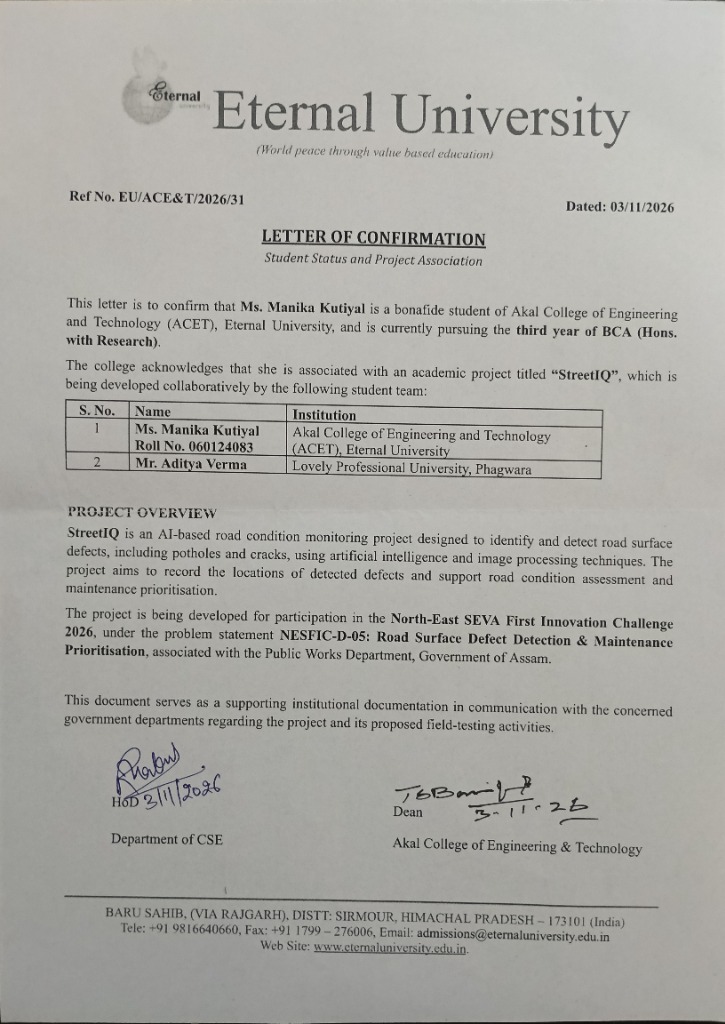 Eternal
university
Eternal University
(World peace through value based education)
Ref No. EU/ACE&T/2026/31
Dated: 03/11/2026
LETTER OF CONFIRMATION
Student Status and Project Association
This letter is to confirm that Ms. Manika Kutiyal is a bonafide student of Akal College of Engineering
and Technology (ACET), Eternal University, and is currently pursuing the third year of BCA (Hons.
with Research).
The college acknowledges that she is associated with an academic project titled “StreetIQ”, which is
being developed collaboratively by the following student team:
S. No. Name Institution
1 Ms. Manika Kutiyal Akal College of Engineering and Technology
Roll No. 060124083 (ACET), Eternal University
2 Mr. Aditya Verma Lovely Professional University, Phagwara
PROJECT OVERVIEW
StreetIQ is an AI-based road condition monitoring project designed to identify and detect road surface
defects, including potholes and cracks, using artificial intelligence and image processing techniques. The
project aims to record the locations of detected defects and support road condition assessment and
maintenance prioritisation.
The project is being developed for participation in the North-East SEVA First Innovation Challenge
2026, under the problem statement NESFIC-D-05: Road Surface Defect Detection & Maintenance
Prioritisation, associated with the Public Works Department, Government of Assam.
This document serves as a supporting institutional documentation in communication with the concerned
government departments regarding the project and its proposed field-testing activities.
HoD 3/11/2026
Dean 3-11-26
Department of CSE
Akal College of Engineering & Technology
BARU SAHIB, (VIA RAJGARH), DISTT: SIRMOUR, HIMACHAL PRADESH – 173101 (India)
Tele: +91 9816640660, Fax: +91 1799 – 276006, Email: admissions@eternaluniversity.edu.in
Web Site: www.eternaluniversity.edu.in.